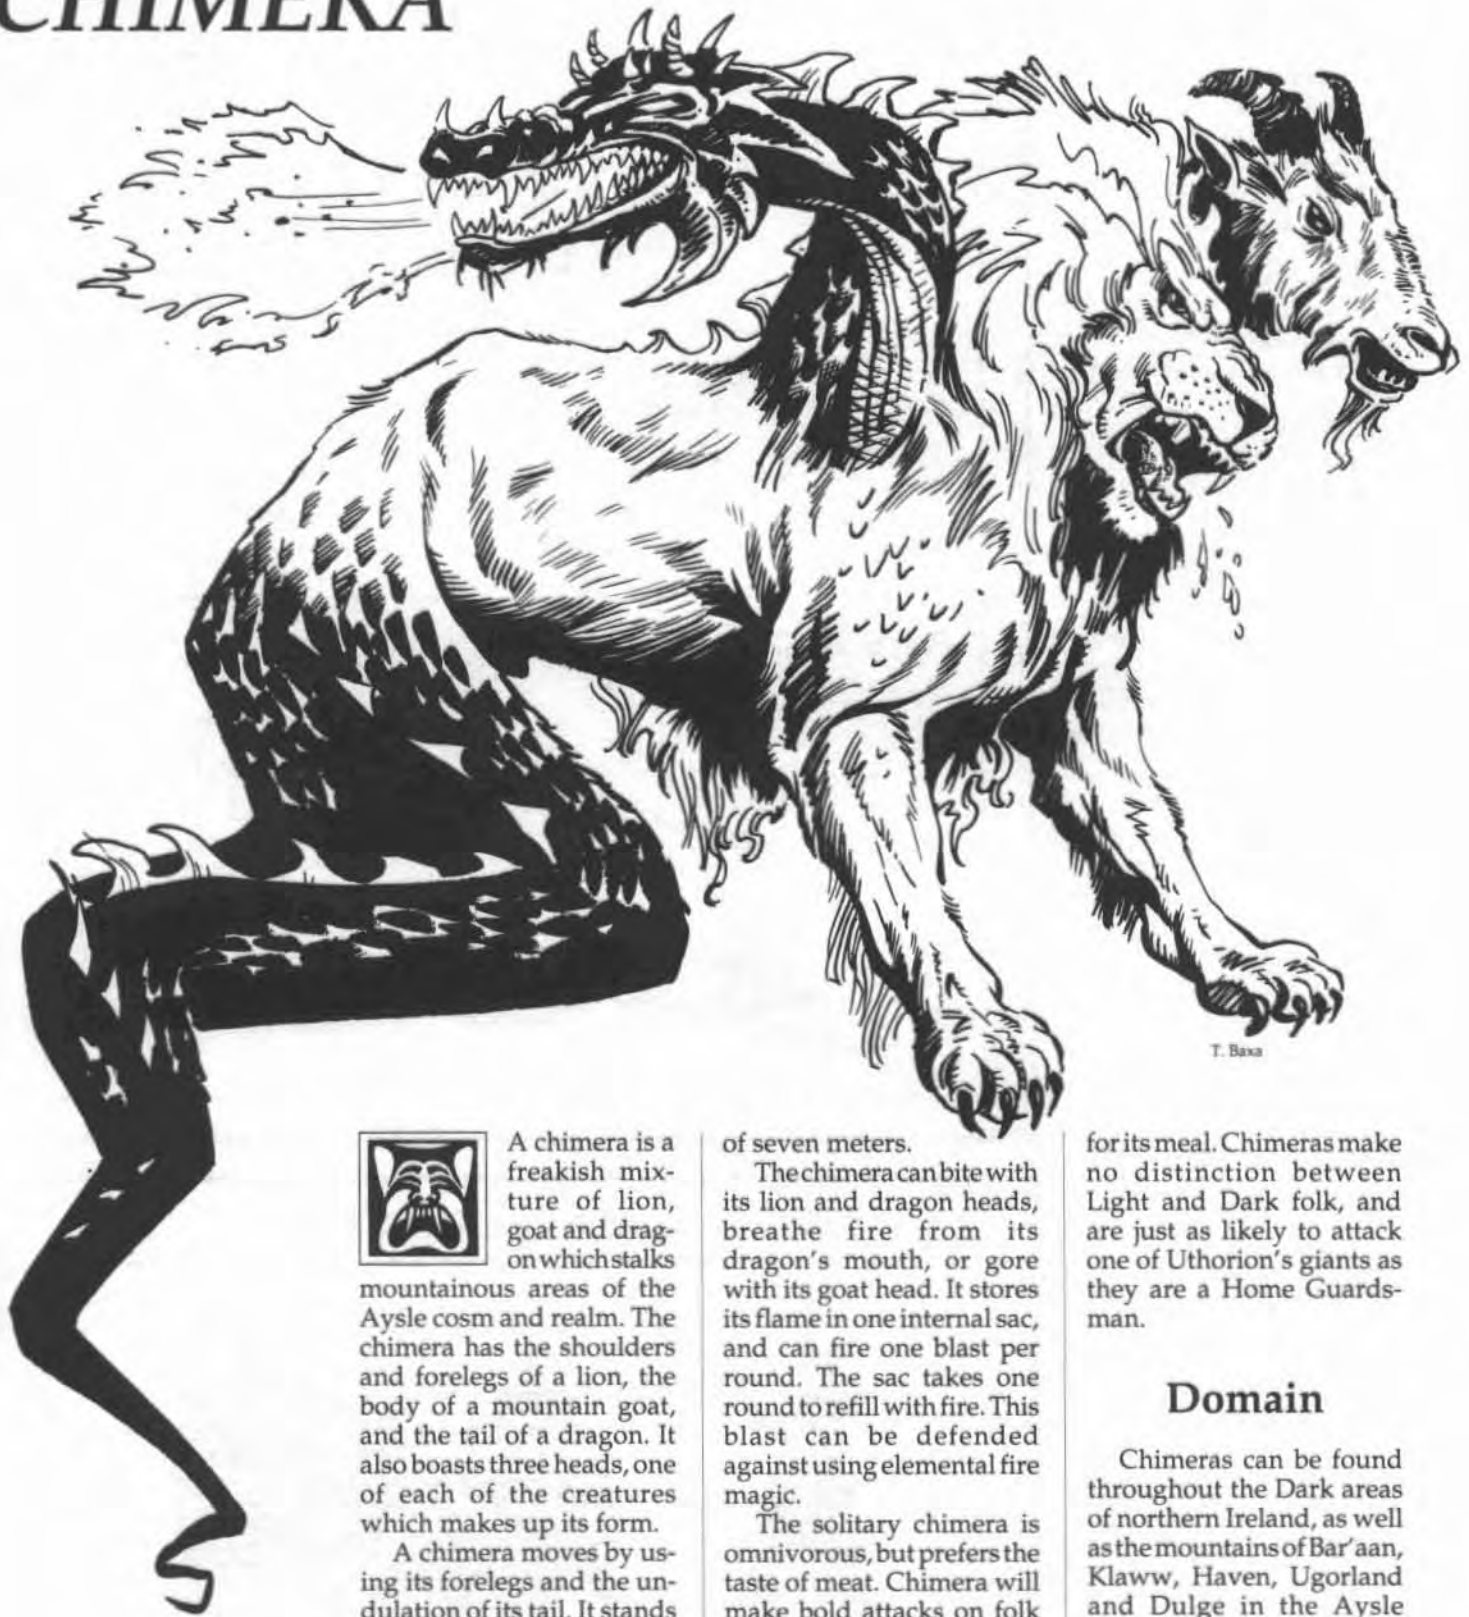 CHIMERA
T. Baxa
A chimera is a
freakish mix-
ture of lion,
goat and drag-
on which stalks
mountainous areas of the
Aysle cosm and realm. The
chimera has the shoulders
and forelegs of a lion, the
body of a mountain goat,
and the tail of a dragon. It
also boasts three heads, one
of each of the creatures
which makes up its form.
A chimera moves by us-
ing its forelegs and the un-
dulation of its tail. It stands
of seven meters.
The chimera can bite with
its lion and dragon heads,
breathe fire from its
dragon's mouth, or gore
with its goat head. It stores
its flame in one internal sac,
and can fire one blast per
round. The sac takes one
round to refill with fire. This
blast can be defended
against using elemental fire
magic.
The solitary chimera is
omnivorous, but prefers the
taste of meat. Chimera will
make bold attacks on folk
for its meal. Chimeras make
no distinction between
Light and Dark folk, and
are just as likely to attack
one of Uthorion's giants as
they are a Home Guards-
man.
Domain
Chimeras can be found
throughout the Dark areas
of northern Ireland, as well
as the mountains of Bar'aan,
Klaww, Haven, Ugorland
and Dulge in the Aysle